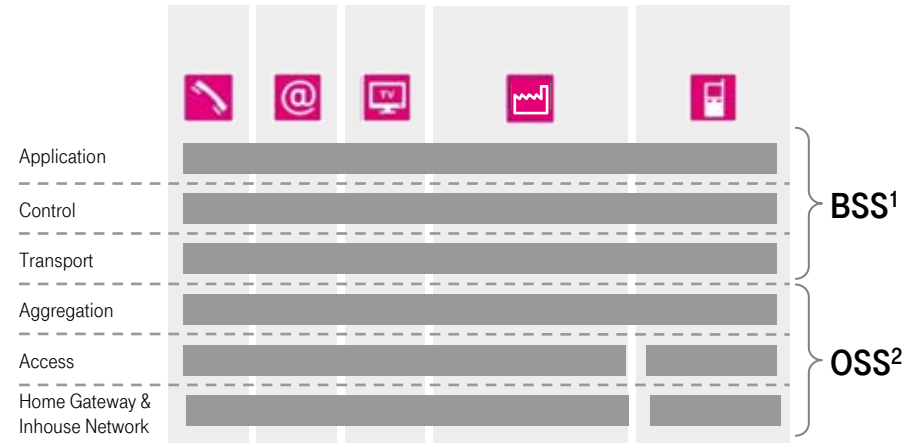 @
TV
Application
Control
BSS¹
Transport
Aggregation
Access
OSS²
Home Gateway &
Inhouse Network